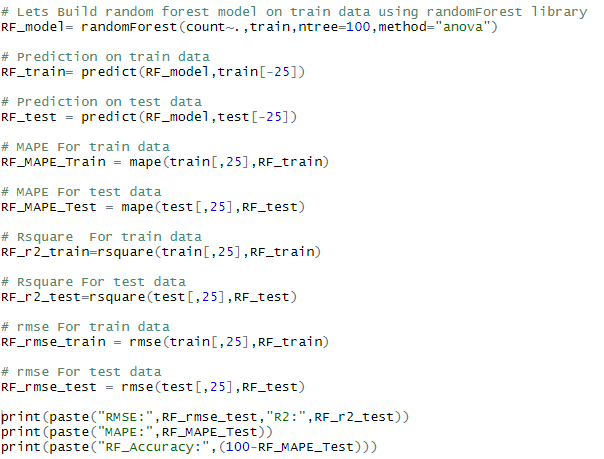 # Lets Build random forest model on train data using randomForest library
RF_model= randomForest(count~.,train,ntree=100,method="anova")
# Prediction on train data
RF_train= predict(RF_model,train[-25])
# Prediction on test data
RF_test = predict(RF_model,test[-25])
# MAPE For train data
RF_MAPE_Train = mape(train[,25],RF_train)
# MAPE For test data
RF_MAPE_Test = mape(test[,25],RF_test)
# Rsquare  For train data
RF_r2_train=rsquare(train[,25],RF_train)
# Rsquare For test data
RF_r2_test=rsquare(test[,25],RF_test)
# rmse For train data
RF_rmse_train = rmse(train[,25],RF_train)
# rmse For test data
RF_rmse_test = rmse(test[,25],RF_test)
print(paste("RMSE:",RF_rmse_test,"R2:",RF_r2_test))
print(paste("MAPE:",RF_MAPE_Test))
print(paste("RF_Accuracy:",(100-RF_MAPE_Test)))